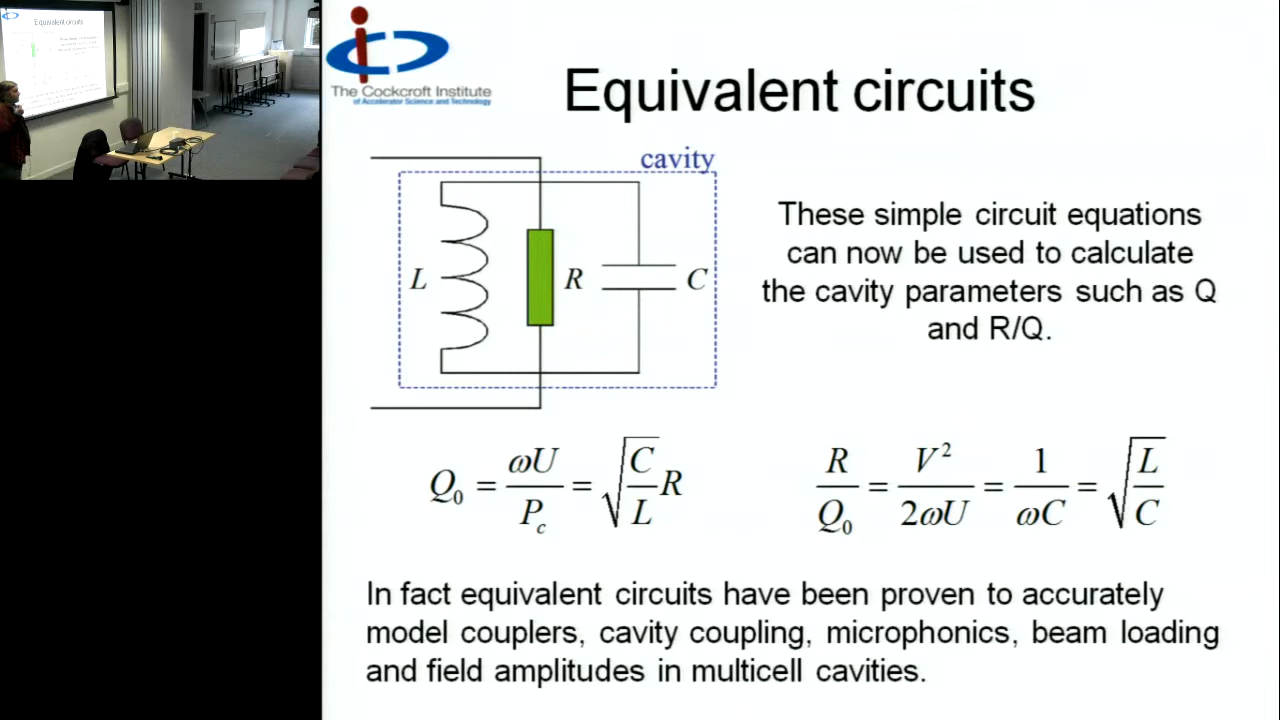 Equivalent circuits
The Cockcroft Institute
of Accelerator Science and Technology
Equivalent circuits
cavity
L
R
C
These simple circuit equations
can now be used to calculate
the cavity parameters such as Q
and R/Q.
Q₀ = ωU / P_c = √(C/L) R
R/Q₀ = V² / 2ωU = 1 / ωC = √(L/C)
In fact equivalent circuits have been proven to accurately
model couplers, cavity coupling, microphonics, beam loading
and field amplitudes in multicell cavities.